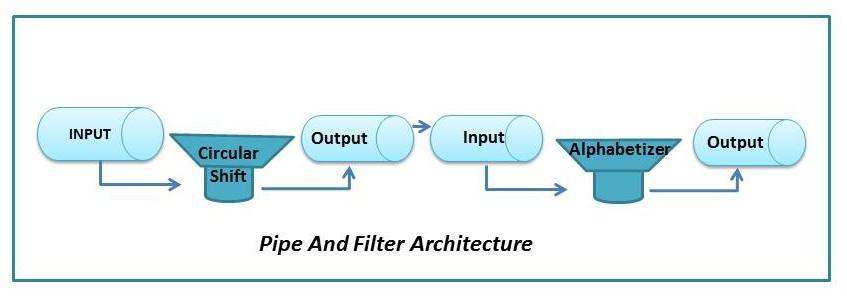 INPUT
Circular
Shift
Output
Input
Alphabetizer
Output
Pipe And Filter Architecture